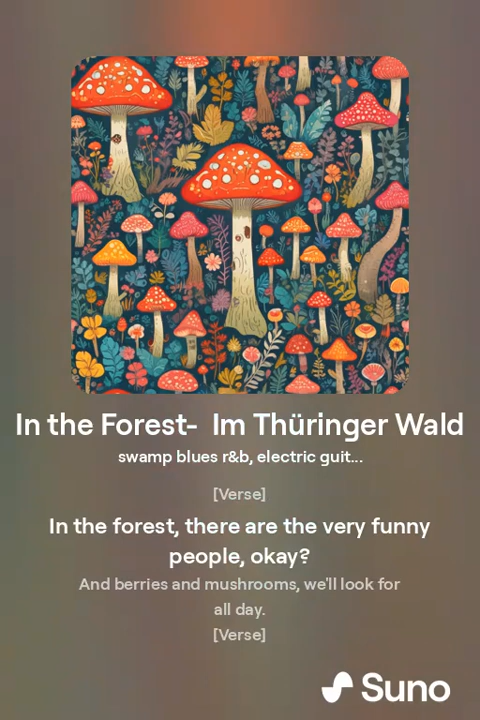 In the Forest-  Im Thüringer Wald
swamp blues r&b, electric guit...
[Verse]
In the forest, there are the very funny
people, okay?
And berries and mushrooms, we'll look for
all day.
[Verse]
Suno